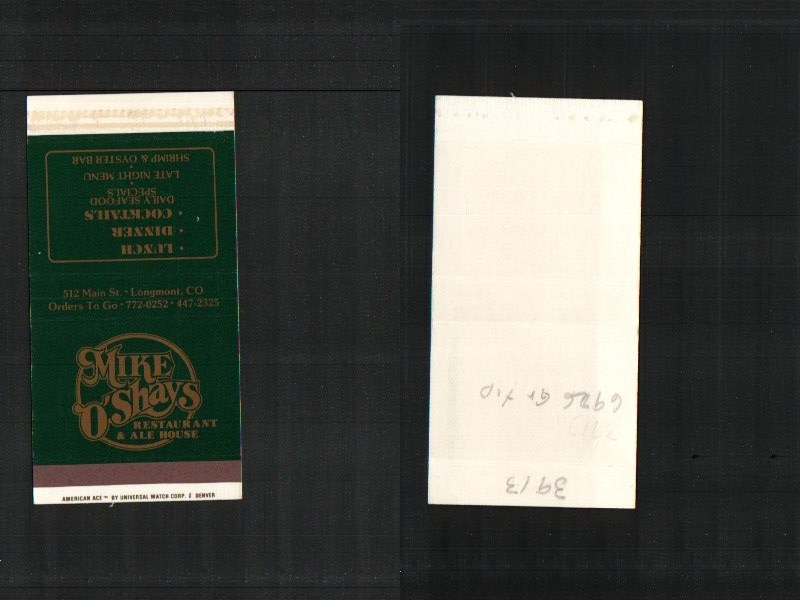 • LUNCH
• DINNER
• COCKTAILS
DAILY SEAFOOD
SPECIALS
•
LATE NIGHT MENU
•
SHRIMP & OYSTER BAR
512 Main St. • Longmont, CO
Orders To Go • 772-0252 • 447-2325
MIKE
O'Shays
RESTAURANT
& ALE HOUSE
AMERICAN ACE™ BY UNIVERSAL MATCH CORP. / DENVER
3913